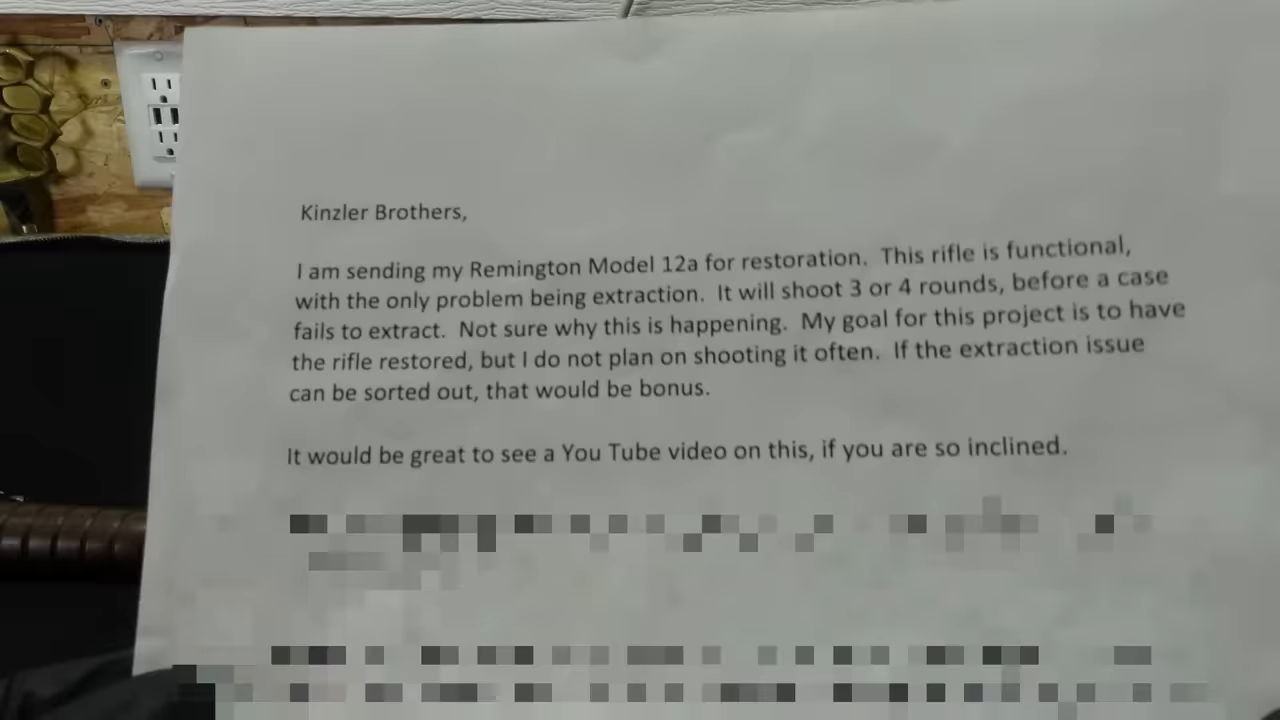 Kinzler Brothers,
I am sending my Remington Model 12a for restoration.  This rifle is functional,
with the only problem being extraction.  It will shoot 3 or 4 rounds, before a case
fails to extract.  Not sure why this is happening.  My goal for this project is to have
the rifle restored, but I do not plan on shooting it often.  If the extraction issue
can be sorted out, that would be bonus.
It would be great to see a You Tube video on this, if you are so inclined.